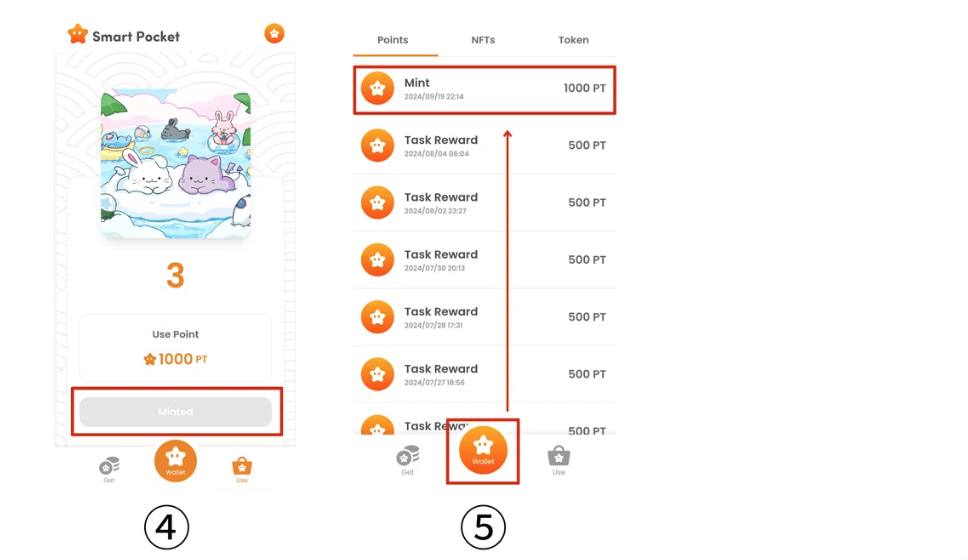 Smart Pocket
3
Use Point
1000 PT
Minted
Get
Wallet
Use
④
Points
NFTs
Token
Mint
1000 PT
2024/09/19 22:14
Task Reward
500 PT
2024/08/04 06:04
Task Reward
500 PT
2024/08/02 23:27
Task Reward
500 PT
2024/07/30 20:13
Task Reward
500 PT
2024/07/28 17:31
Task Reward
500 PT
2024/07/27 18:56
Task Rewa
500 PT
Get
Wallet
Use
⑤